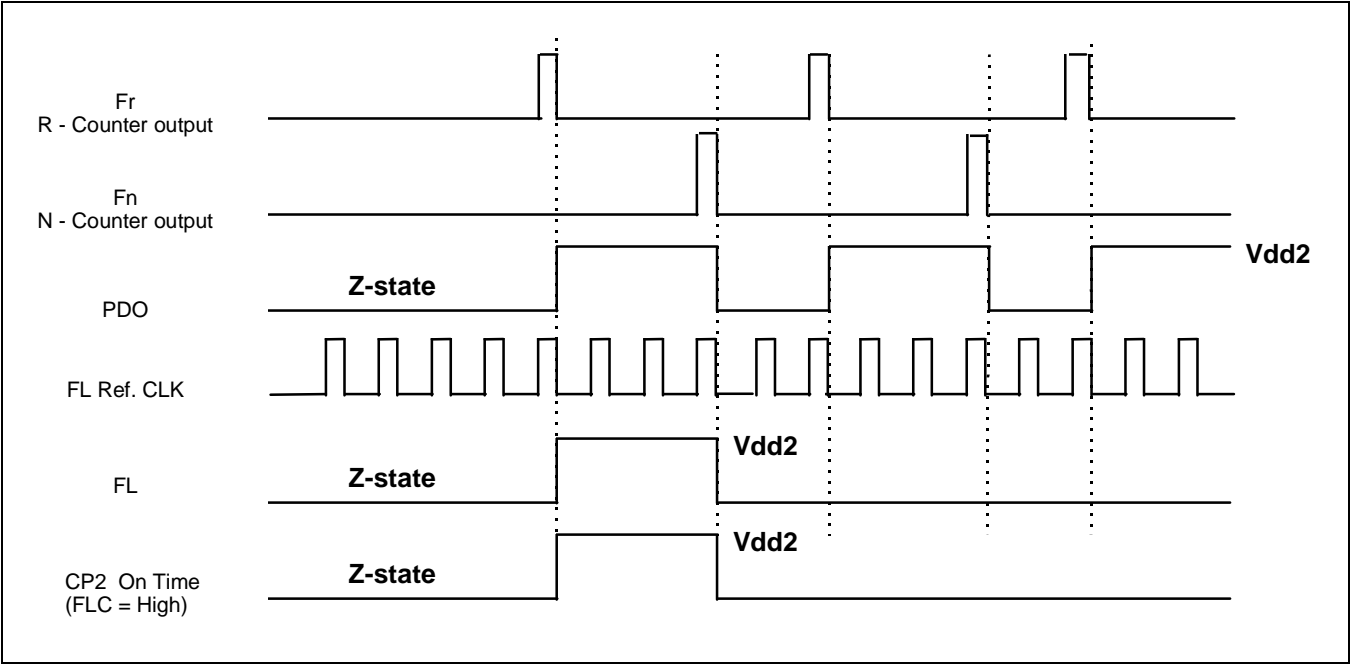 Fr
R - Counter output
Fn
N - Counter output
Vdd2
Z-state
PDO
FL Ref. CLK
Vdd2
Z-state
FL
Vdd2
Z-state
CP2 On Time
(FLC = High)